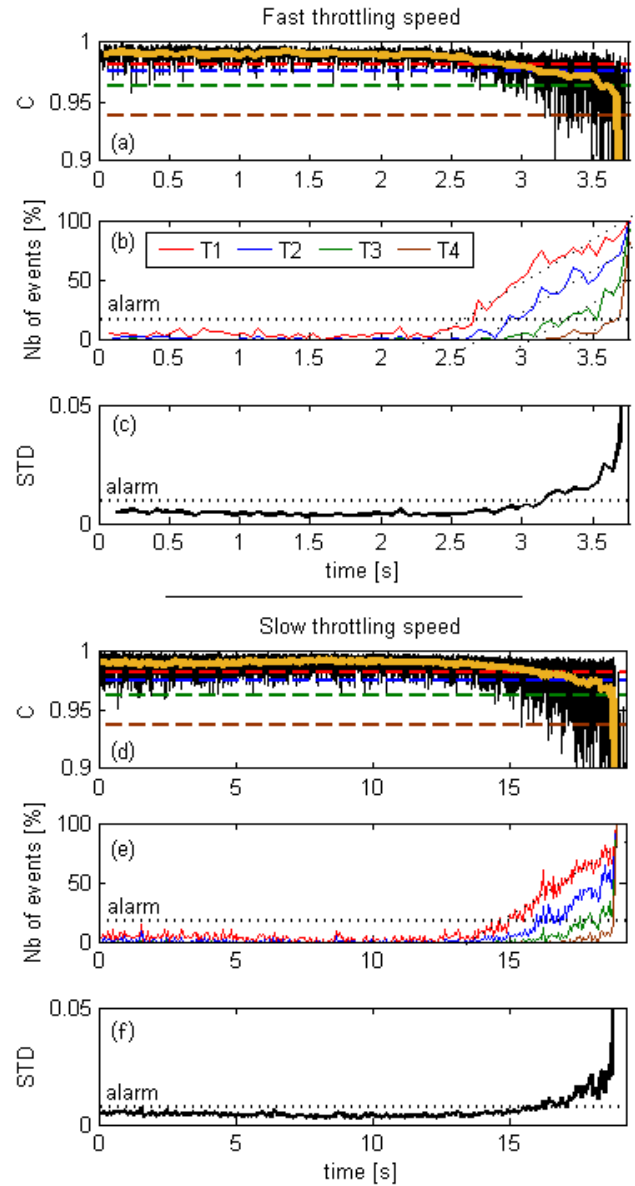 Fast throttling speed
1
0.95
0.9
C
(a)
0 0.5 1 1.5 2 2.5 3 3.5
100
50
0
Nb of events [%]
(b)
T1 T2 T3 T4
alarm
0 0.5 1 1.5 2 2.5 3 3.5
0.05
0
STD
(c)
alarm
0 0.5 1 1.5 2 2.5 3 3.5
time [s]
Slow throttling speed
1
0.95
0.9
C
(d)
0 5 10 15
100
50
0
Nb of events [%]
(e)
alarm
0 5 10 15
0.05
0
STD
(f)
alarm
0 5 10 15
time [s]